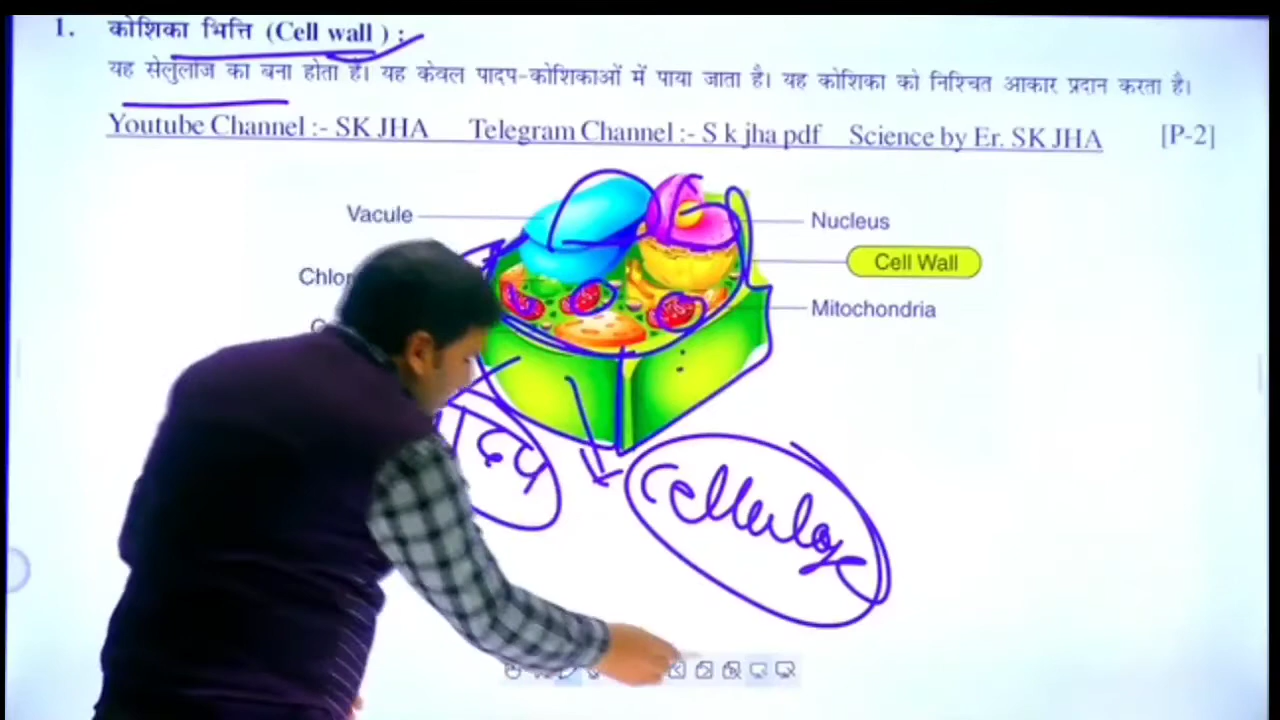 1. कोशिका भित्ति (Cell wall ) :
यह सेलुलोज का बना होता है। यह केवल पादप-कोशिकाओं में पाया जाता है। यह कोशिका को निश्चित आकार प्रदान करता है।
Youtube Channel :- SK JHA Telegram Channel :- S k jha pdf Science by Er. SK JHA [P-2]
Vacule
Nucleus
Cell Wall
Chlor
Mitochondria
Cellulose